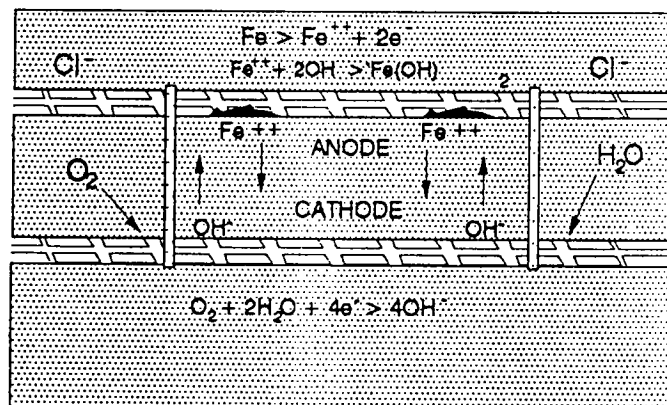 Fe > Fe⁺⁺ + 2e⁻
Cl⁻ Fe⁺⁺ + 2OH > Fe(OH)₂ Cl⁻
Fe ++ Fe ++
ANODE
O₂ H₂O
CATHODE
OH⁻ OH⁻
O₂ + 2H₂O + 4e⁻ > 4OH⁻